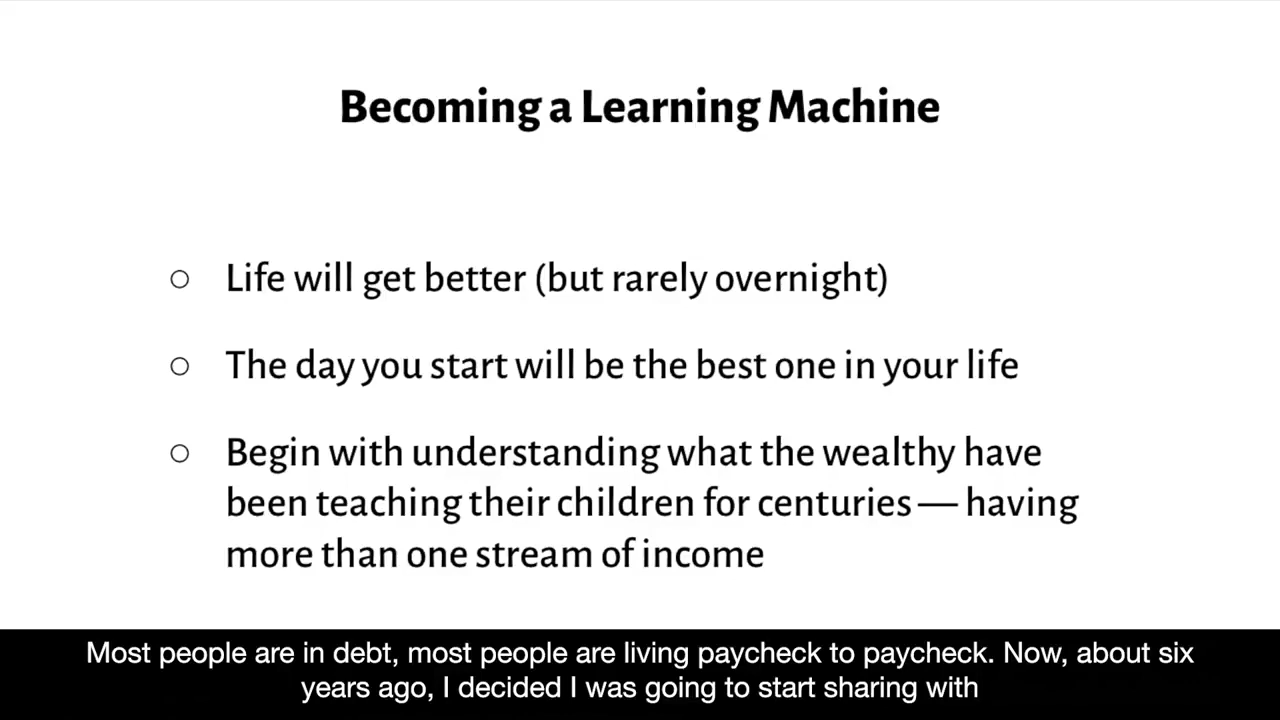 Becoming a Learning Machine
○ Life will get better (but rarely overnight)
○ The day you start will be the best one in your life
○ Begin with understanding what the wealthy have
been teaching their children for centuries — having
more than one stream of income
Most people are in debt, most people are living paycheck to paycheck. Now, about six
years ago, I decided I was going to start sharing with